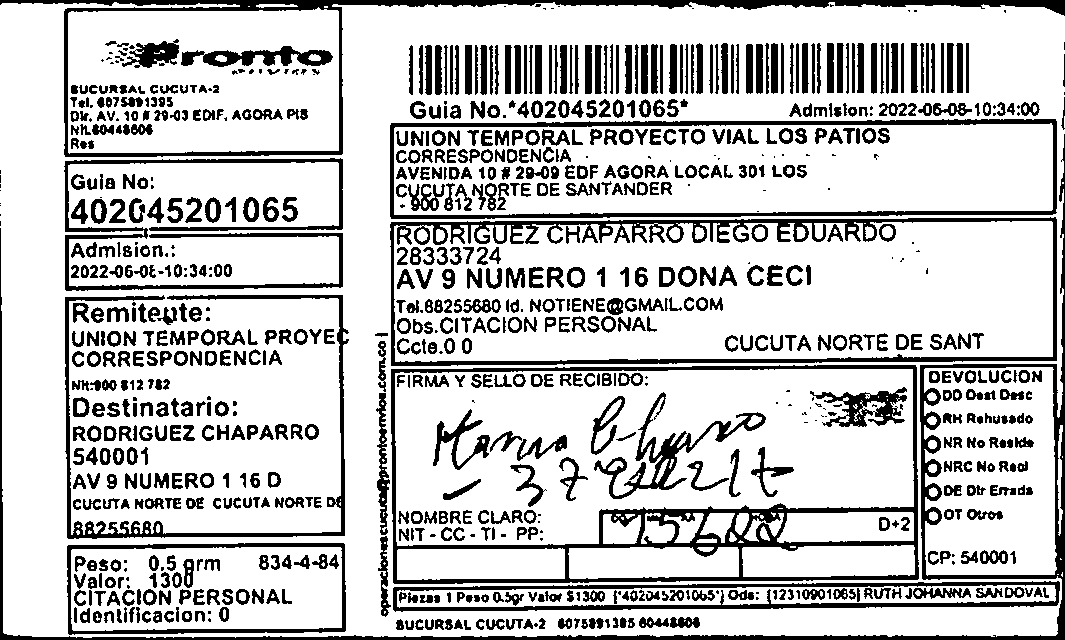 Pronto
SUCURSAL CUCUTA-2
Tel. 6075891395
Dir. AV. 10 # 29-03 EDIF. AGORA PIS
Nit.60448606
Res
Guia No:
402045201065
Admision.:
2022-06-08-10:34:00
Remitente:
UNION TEMPORAL PROYEC
CORRESPONDENCIA
Nit:900 812 782
Destinatario:
RODRIGUEZ CHAPARRO
540001
AV 9 NUMERO 1 16 D
CUCUTA NORTE DE CUCUTA NORTE DE
88255680
Peso: 0.5 grm 834-4-84
Valor: 1300
CITACION PERSONAL
Identificacion: 0
operacionescucuta@prontoenvios.com.co
Guia No.*402045201065* Admision: 2022-06-08-10:34:00
UNION TEMPORAL PROYECTO VIAL LOS PATIOS
CORRESPONDENCIA
AVENIDA 10 # 29-09 EDF AGORA LOCAL 301 LOS
CUCUTA NORTE DE SANTANDER
- 900 812 782
RODRIGUEZ CHAPARRO DIEGO EDUARDO
28333724
AV 9 NUMERO 1 16 DONA CECI
Tel.88255680 Id. NOTIENE@GMAIL.COM
Obs.CITACION PERSONAL
Ccte.0 0 CUCUTA NORTE DE SANT
FIRMA Y SELLO DE RECIBIDO:
NOMBRE CLARO:
NIT - CC - TI - PP:
D+2
DEVOLUCION
DD Dest Desc
RH Rehusado
NR No Reside
NRC No Recl
DE Dir Errada
OT Otros
CP: 540001
Piezas 1 Peso 0.5gr Valor $1300 [*402045201065*] Ods: [12310901065] RUTH JOHANNA SANDOVAL
SUCURSAL CUCUTA-2 6075891395 60448606